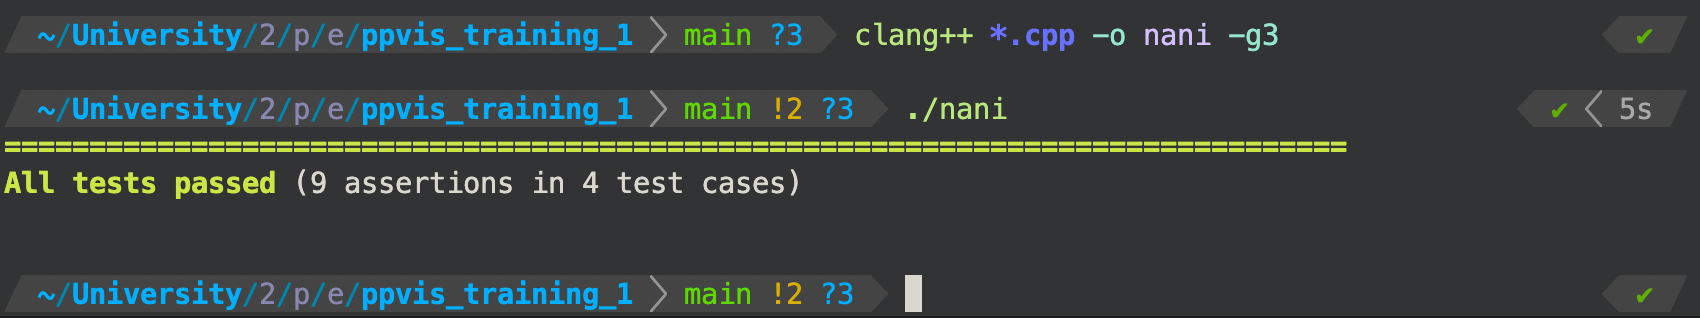 ~/University/2/p/e/ppvis_training_1 main ?3 clang++ *.cpp -o nani -g3 ✔
~/University/2/p/e/ppvis_training_1 main !2 ?3 ./nani ✔ 5s
===============================================================================
All tests passed (9 assertions in 4 test cases)
~/University/2/p/e/ppvis_training_1 main !2 ?3 ✔